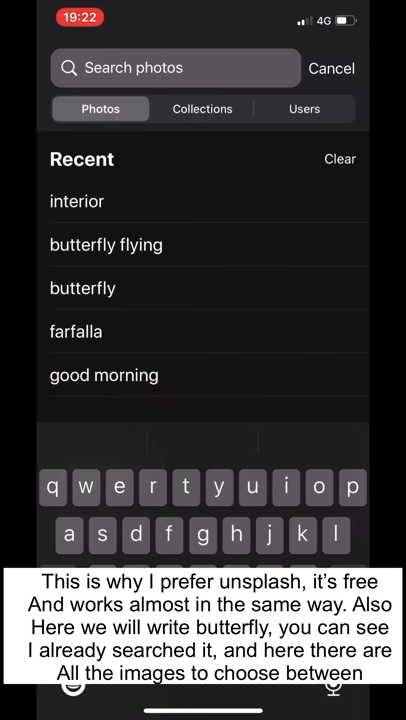 19:22
4G
Search photos
Cancel
Photos
Collections
Users
Recent
Clear
interior
butterfly flying
butterfly
farfalla
good morning
q w e r t y u i o p
a s d f g h j k l
This is why I prefer unsplash, it's free
And works almost in the same way. Also
Here we will write butterfly, you can see
I already searched it, and here there are
All the images to choose between